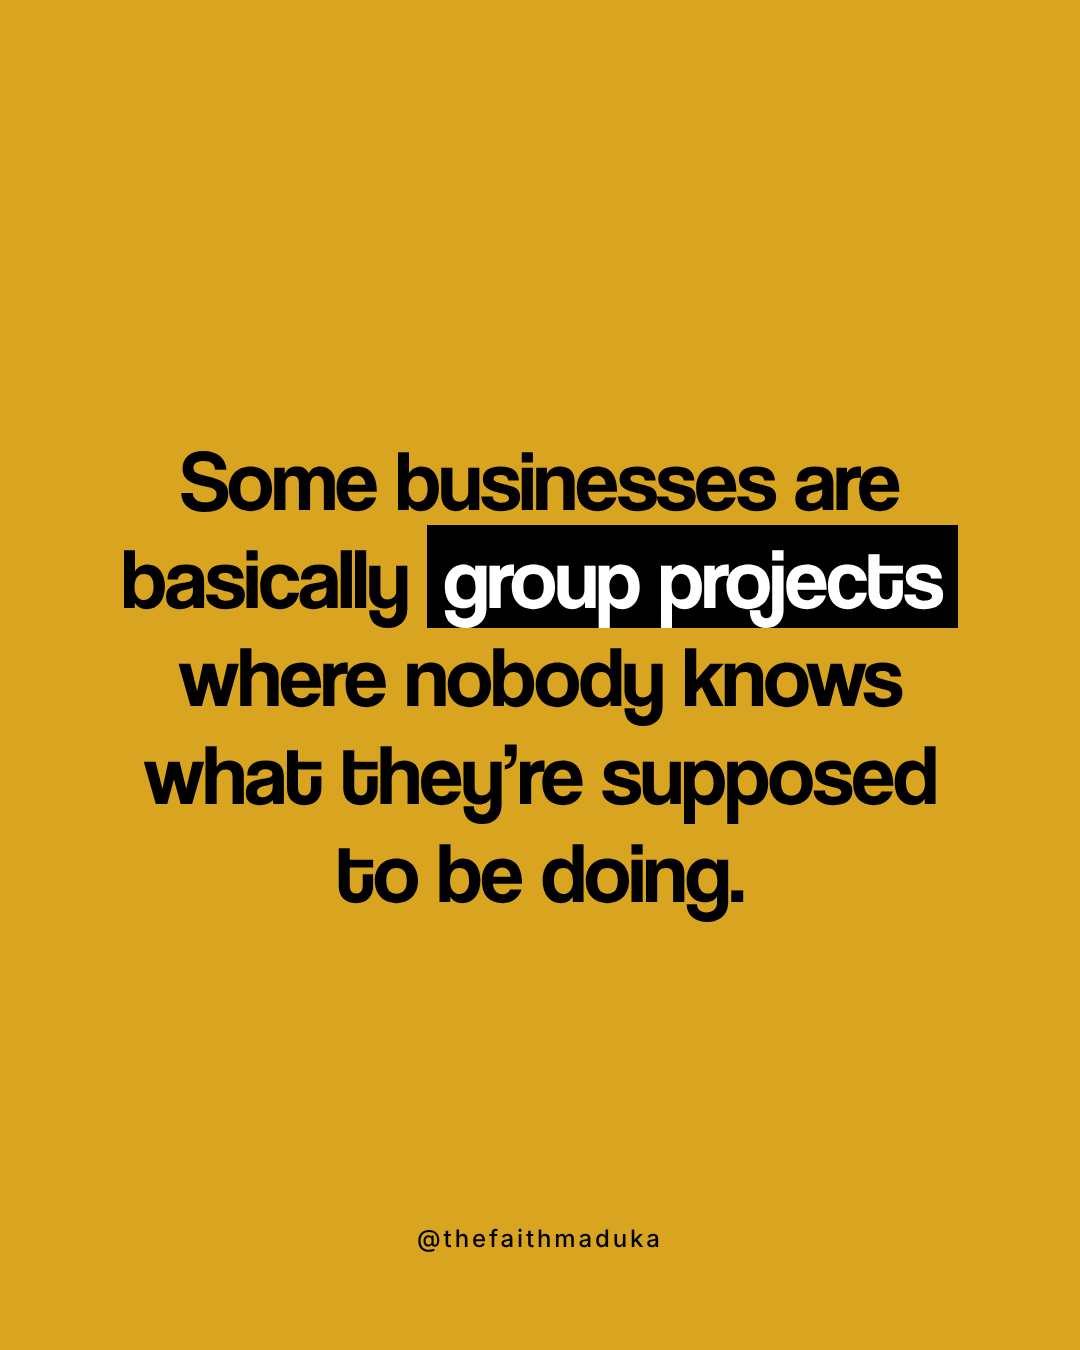 Some businesses are
basically group projects
where nobody knows
what they’re supposed
to be doing.
@thefaithmaduka